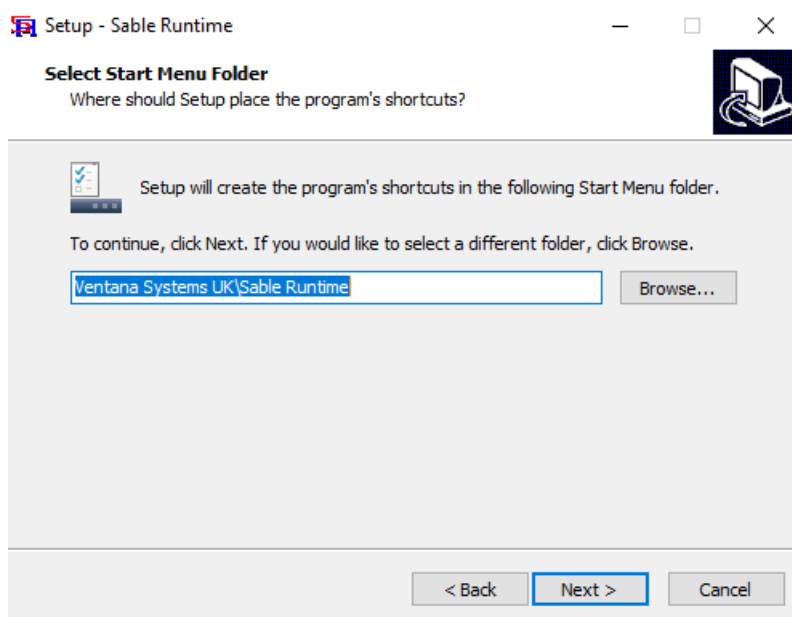 Setup - Sable Runtime
Select Start Menu Folder
Where should Setup place the program's shortcuts?
Setup will create the program's shortcuts in the following Start Menu folder.
To continue, click Next. If you would like to select a different folder, click Browse.
Ventana Systems UK\Sable Runtime
Browse...
< Back
Next >
Cancel